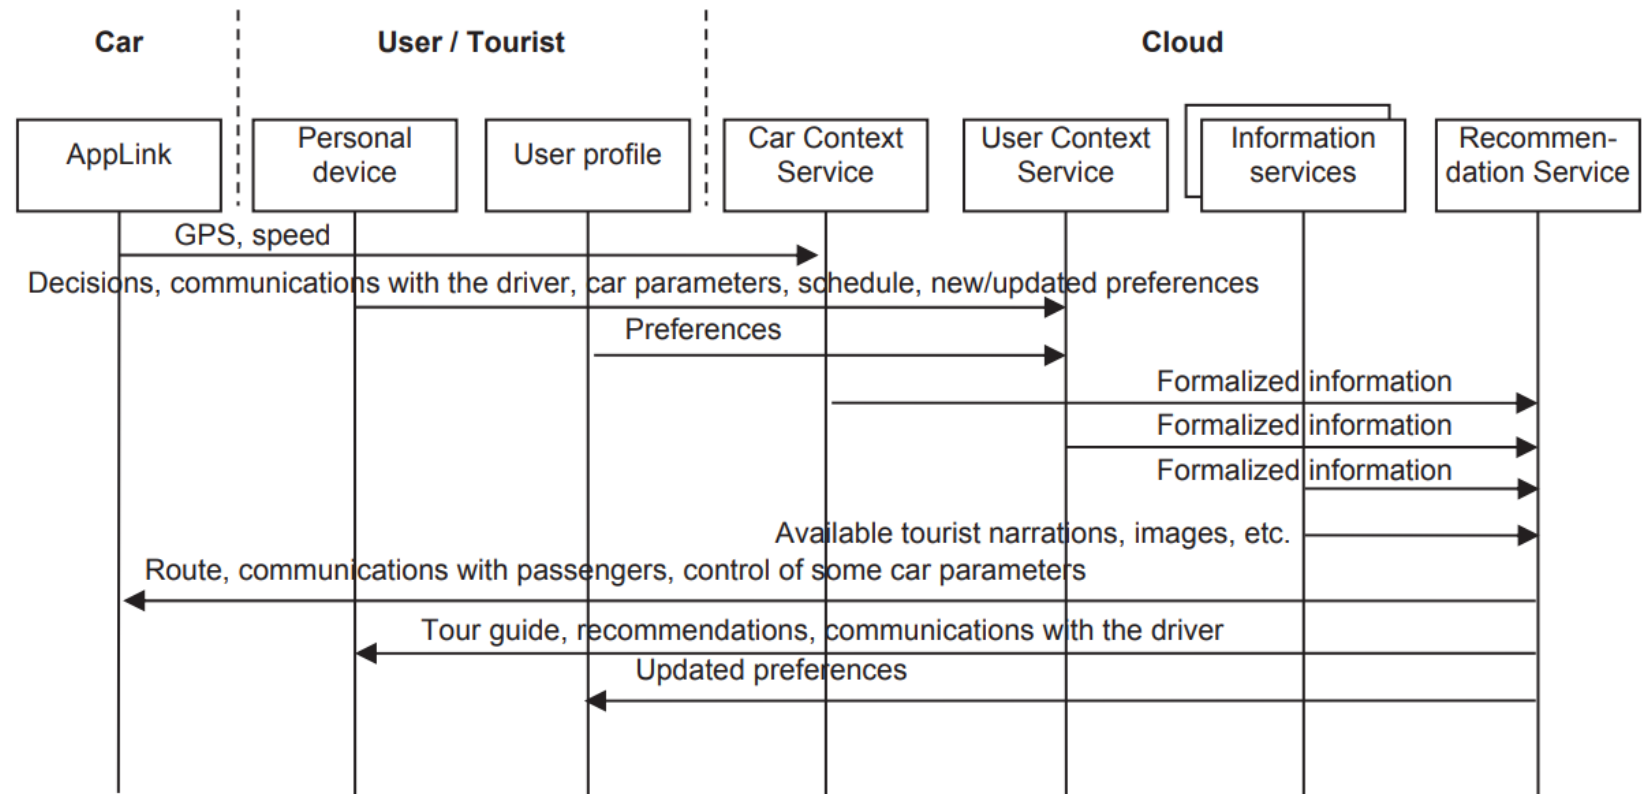 Car
User / Tourist
Cloud
AppLink
Personal
device
User profile
Car Context
Service
User Context
Service
Information
services
Recommen-
dation Service
GPS, speed
Decisions, communications with the driver, car parameters, schedule, new/updated preferences
Preferences
Formalized information
Formalized information
Formalized information
Available tourist narrations, images, etc.
Route, communications with passengers, control of some car parameters
Tour guide, recommendations, communications with the driver
Updated preferences